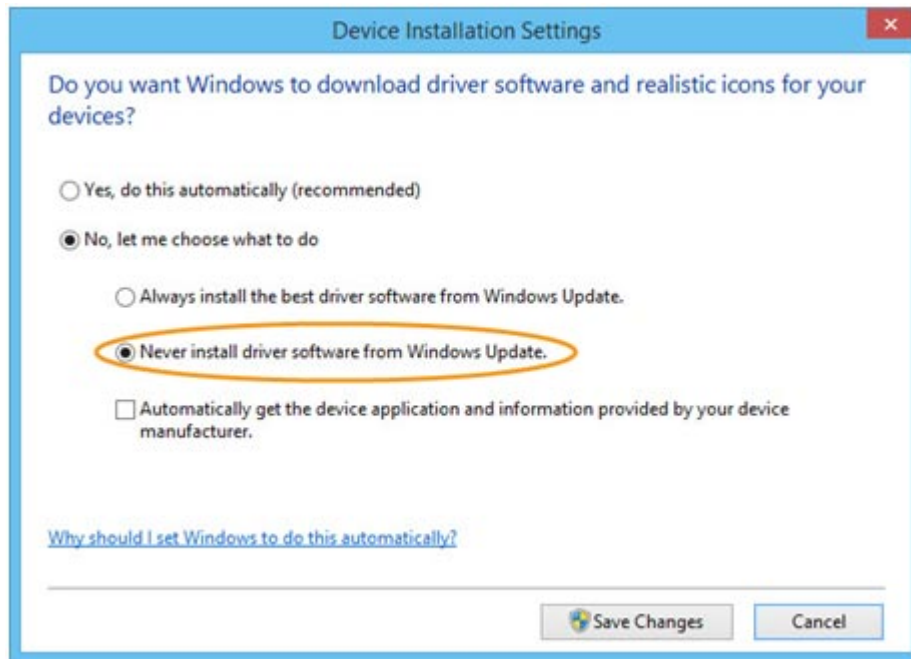 Device Installation Settings
Do you want Windows to download driver software and realistic icons for your
devices?
Yes, do this automatically (recommended)
No, let me choose what to do
Always install the best driver software from Windows Update.
Never install driver software from Windows Update.
Automatically get the device application and information provided by your device
manufacturer.
Why should I set Windows to do this automatically?
Save Changes
Cancel